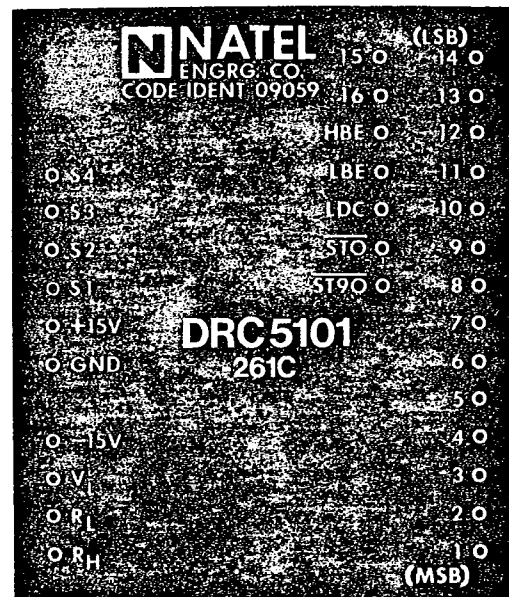 N NATEL
ENGRG. CO.
CODE IDENT 09059
(LSB)
15 14
16 13
HBE 12
S4 LBE 11
S3 LDC 10
S2 STO 9
S1 ST90 8
+15V DRC5101 7
GND 261C 6
5
-15V 4
VL 3
RL 2
RH 1
(MSB)